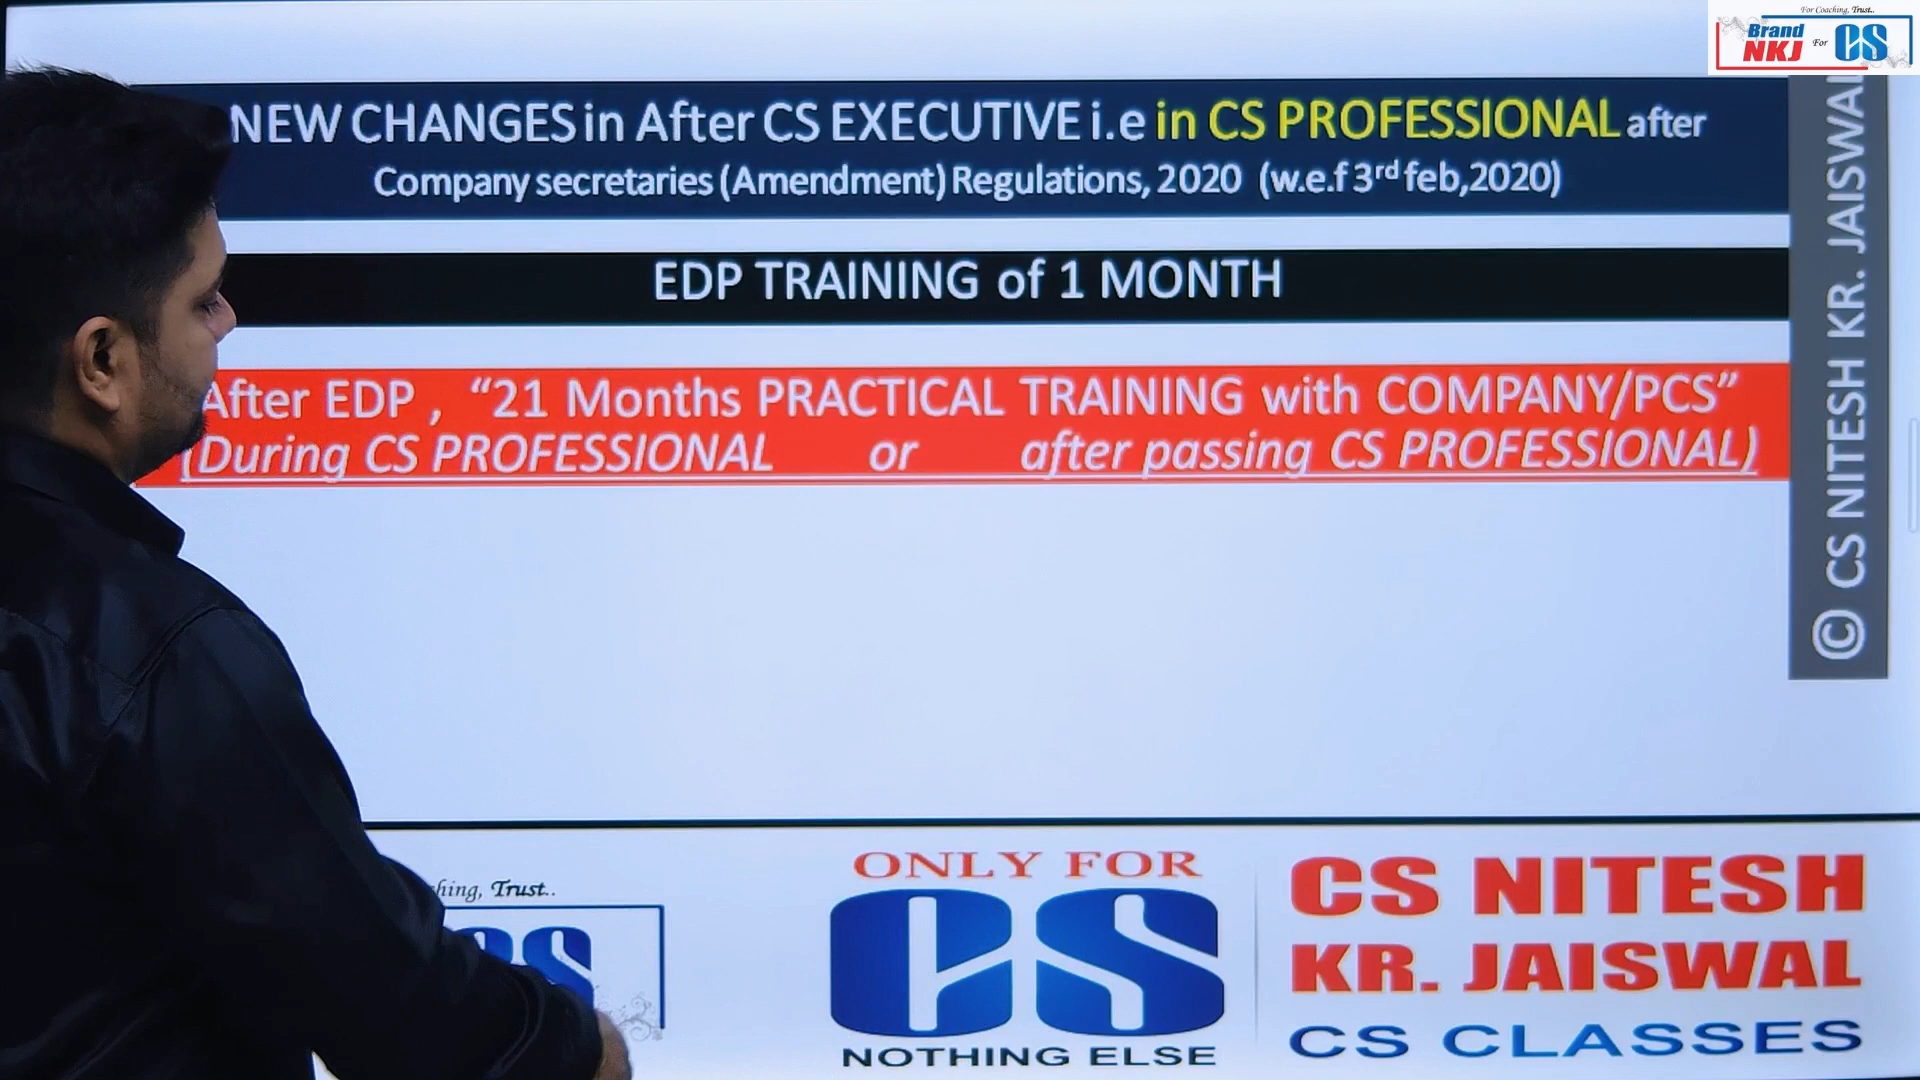 For Coaching, Trust..
Brand
NKJ
For
CS
NEW CHANGES in After CS EXECUTIVE i.e in CS PROFESSIONAL after
Company secretaries (Amendment) Regulations, 2020 (w.e.f 3rd feb,2020)
EDP TRAINING of 1 MONTH
After EDP , “21 Months PRACTICAL TRAINING with COMPANY/PCS”
(During CS PROFESSIONAL or after passing CS PROFESSIONAL)
© CS NITESH KR. JAISWAL
Trust..
CS
ONLY FOR
CS
NOTHING ELSE
CS NITESH
KR. JAISWAL
CS CLASSES